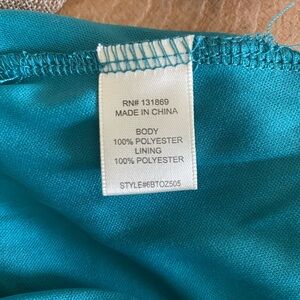 RN# 131869
MADE IN CHINA
BODY
100% POLYESTER
LINING
100% POLYESTER
STYLE#6BTOZ505